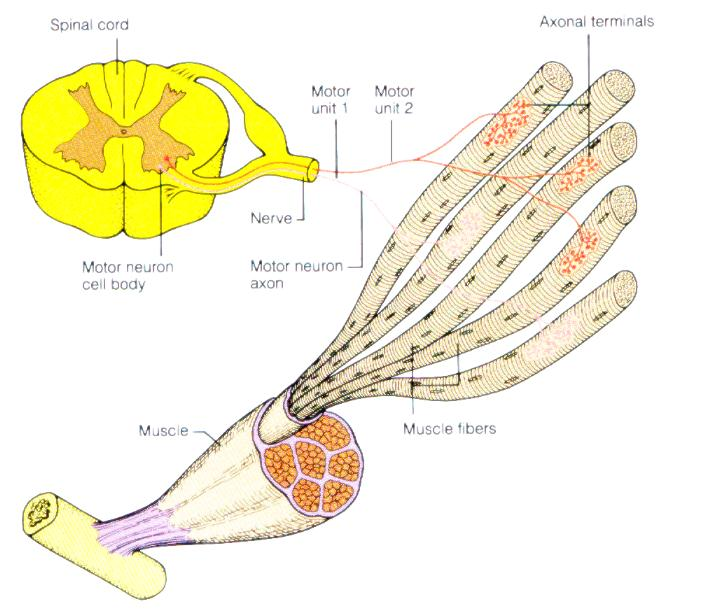 Spinal cord
Axonal terminals
Motor
unit 1
Motor
unit 2
Nerve
Motor neuron
cell body
Motor neuron
axon
Muscle
Muscle fibers